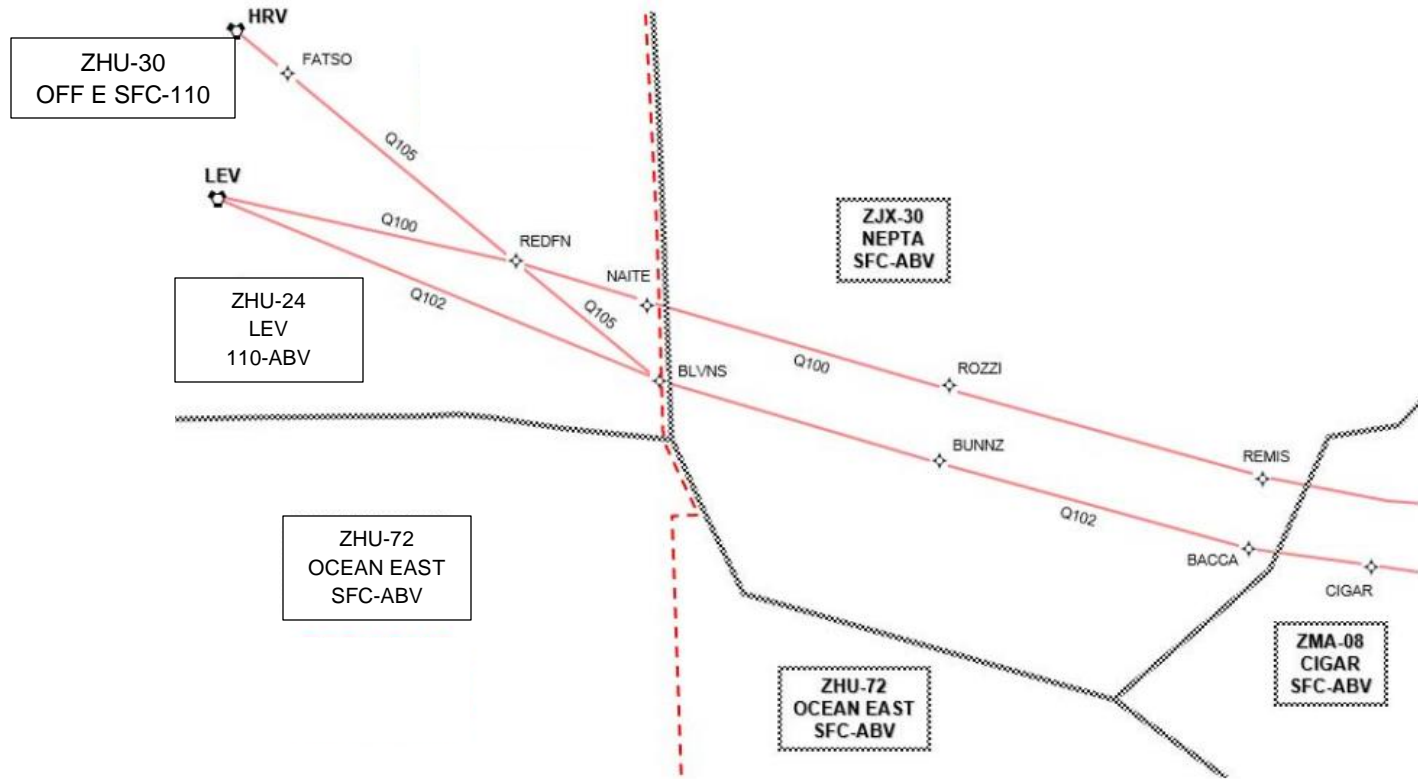 HRV
FATSO
ZHU-30
OFF E SFC-110
Q105
LEV
Q100
REDFN
ZJX-30
NEPTA
SFC-ABV
NAITE
ZHU-24
LEV
110-ABV
Q102
Q105
BLVNS
Q100
ROZZI
BUNNZ
REMIS
Q102
BACCA
CIGAR
ZHU-72
OCEAN EAST
SFC-ABV
ZHU-72
OCEAN EAST
SFC-ABV
ZMA-08
CIGAR
SFC-ABV